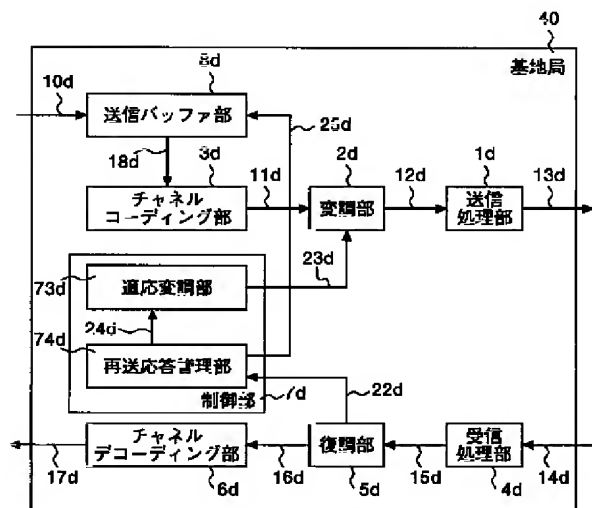 40
基地局
8d
10d
送信バッファ部
25d
18d
3d
11d
2d
12d
1d
13d
チャネル
コーディング部
変調部
送信
処理部
23d
73d
適応変調部
24d
74d
再送応答管理部
制御部
7d
22d
チャネル
デコーディング部
復調部
受信
処理部
17d
6d
16d
5d
15d
4d
14d